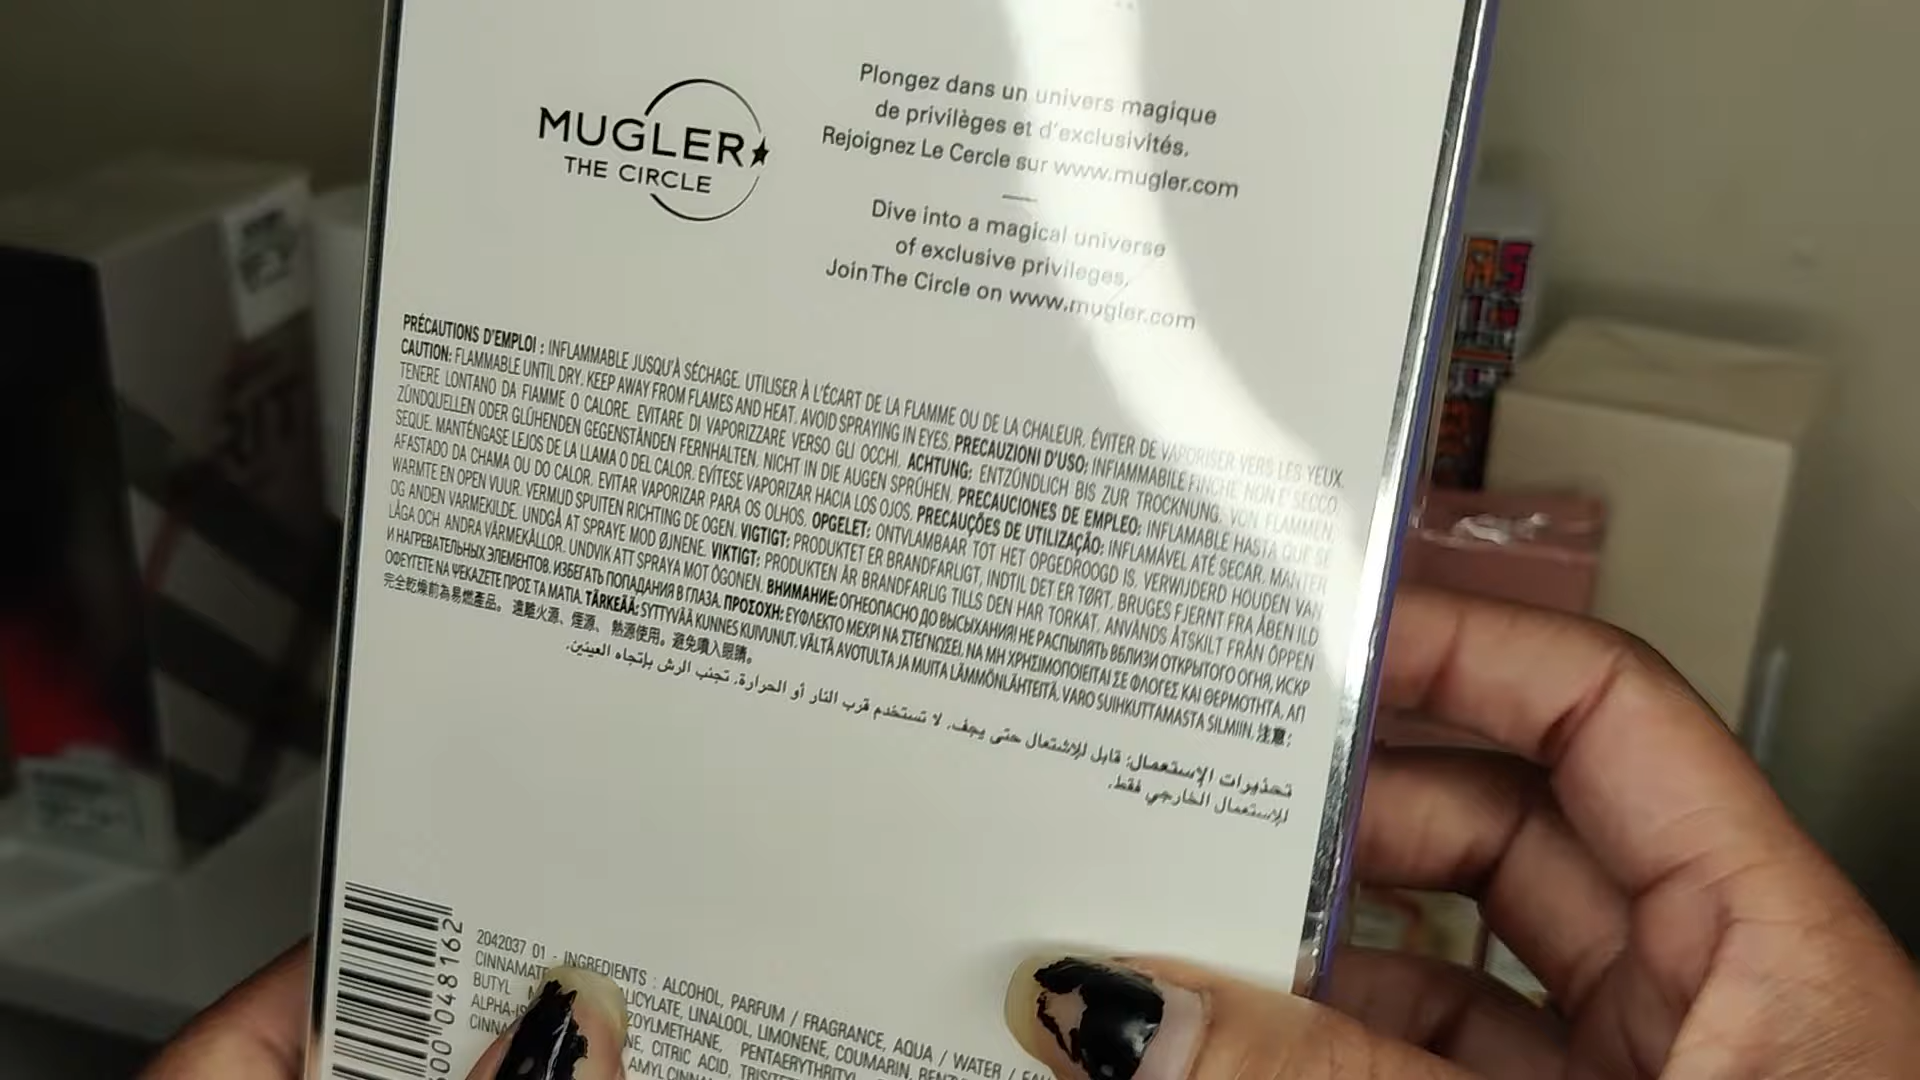 MUGLER
THE CIRCLE
Plongez dans un univers magique
de privilèges et d'exclusivités.
Rejoignez Le Cercle sur www.mugler.com
Dive into a magical universe
of exclusive privileges.
Join The Circle on www.mugler.com
PRÉCAUTIONS D'EMPLOI : INFLAMMABLE JUSQU'À SÉCHAGE. UTILISER À L'ÉCART DE LA FLAMME OU DE LA CHALEUR. ÉVITER DE VAPORISER VERS LES YEUX.
CAUTION: FLAMMABLE UNTIL DRY. KEEP AWAY FROM FLAMES AND HEAT. AVOID SPRAYING IN EYES. PRECAUZIONI D'USO: INFIAMMABILE FINCHE NON E' SECCO
TENERE LONTANO DA FIAMME O CALORE. EVITARE DI VAPORIZZARE VERSO GLI OCCHI. ACHTUNG: ENTZÜNDLICH BIS ZUR TROCKNUNG. VON FLAMMEN,
ZÜNDQUELLEN ODER GLÜHENDEN GEGENSTÄNDEN FERNHALTEN. NICHT IN DIE AUGEN SPRÜHEN. PRECAUCIONES DE EMPLEO: INFLAMABLE HASTA QUE SE
SEQUE. MANTÉNGASE LEJOS DE LA LLAMA O DEL CALOR. EVÍTESE VAPORIZAR HACIA LOS OJOS. PRECAUÇÕES DE UTILIZAÇÃO: INFLAMÁVEL ATÉ SECAR. MANTER
AFASTADO DA CHAMA OU DO CALOR. EVITAR VAPORIZAR PARA OS OLHOS. OPGELET: ONTVLAMBAAR TOT HET OPGEDROOGD IS. VERWIJDERD HOUDEN VAN
WARMTE EN OPEN VUUR. VERMIJD SPUITEN RICHTING DE OGEN. VIGTIGT: PRODUKTET ER BRANDFARLIGT, INDTIL DET ER TØRT. BRUGES FJERNT FRA ÅBEN ILD
OG ANDEN VARMEKILDE. UNDGÅ AT SPRAYE MOD ØJNENE. VIKTIGT: PRODUKTEN ÄR BRANDFARLIG TILLS DEN HAR TORKAT. ANVÄNDS ÅTSKILT FRÅN ÖPPEN
LÅGA OCH ANDRA VÄRMEKÄLLOR. UNDVIK ATT SPRAYA MOT ÖGONEN. ВНИМАНИЕ: ОГНЕОПАСНО ДО ВЫСЫХАНИЯ! НЕ РАСПЫЛЯТЬ ВБЛИЗИ ОТКРЫТОГО ОГНЯ, ИСКР
И НАГРЕВАТЕЛЬНЫХ ЭЛЕМЕНТОВ. ИЗБЕГАТЬ ПОПАДАНИЯ В ГЛАЗА. ΠΡΟΣΟΧΗ: ΕΥΦΛΕΚΤΟ ΜΕΧΡΙ ΝΑ ΣΤΕΓΝΩΣΕΙ. ΝΑ ΜΗ ΧΡΗΣΙΜΟΠΟΙΕΙΤΑΙ ΣΕ ΦΛΟΓΕΣ ΚΑΙ ΘΕΡΜΟΤΗΤΑ. ΑΠ
ΟΦΕΥΓΕΤΕ ΝΑ ΨΕΚΑΖΕΤΕ ΠΡΟΣ ΤΑ ΜΑΤΙΑ. TÄRKEÄÄ: SYTTYVÄÄ KUNNES KUIVUNUT. VÄLTÄ AVOTULTA JA MUITA LÄMMÖNLÄHTEITÄ. VARO SUIHKUTTAMASTA SILMIIN. 注意:
完全乾燥前為易燃產品。遠離火源、煙源、熱源使用。避免噴入眼睛。
تحذيرات الإستعمال: قابل للإشتعال حتى يجف. لا تستخدم قرب النار أو الحرارة. تجنب الرش بإتجاه العينين.
للإستعمال الخارجي فقط.
048162
2042037 01 - INGREDIENTS : ALCOHOL, PARFUM / FRAGRANCE, AQUA / WATER /
LINALOOL, LIMONENE, COUMARIN,
BUTYL
CITRIC ACID,